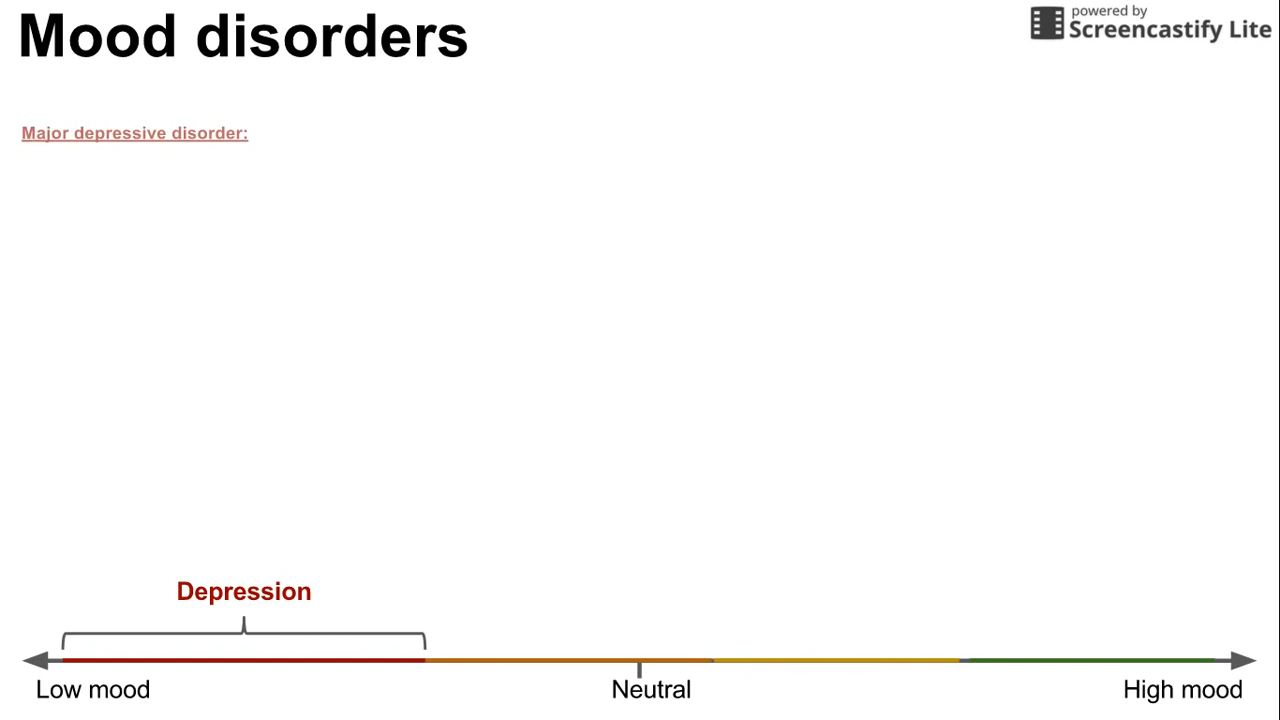 Mood disorders
powered by
Screencastify Lite
Major depressive disorder:
Depression
Low mood
Neutral
High mood